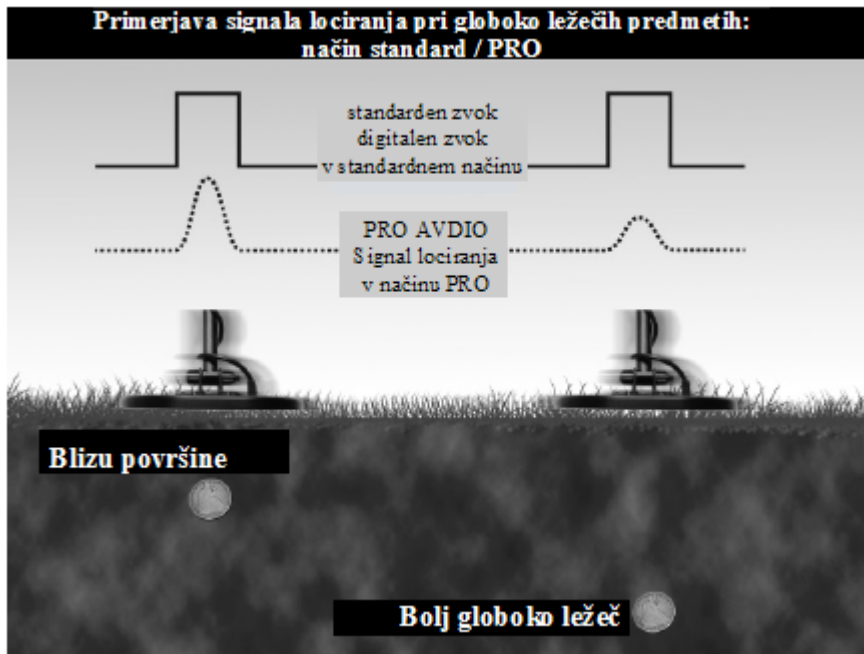 Primerjava signala lociranja pri globoko ležečih predmetih:
način standard / PRO
standarden zvok
digitalen zvok
v standardnem načinu
PRO AVDIO
Signal lociranja
v načinu PRO
Blizu površine
Bolj globoko ležeč